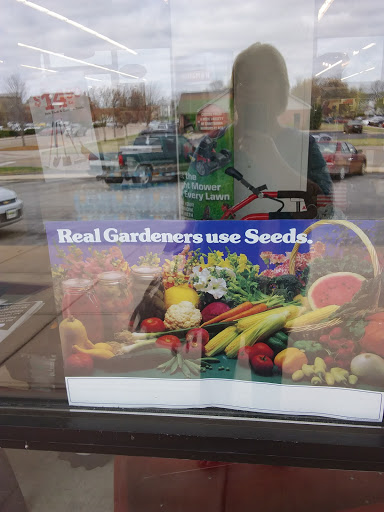 the
Mower
Every Lawn
Real Gardeners use Seeds.